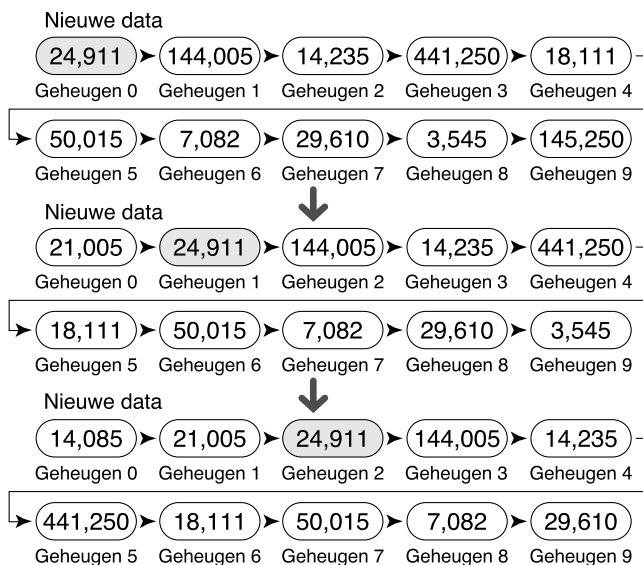 Nieuwe data
24,911 144,005 14,235 441,250 18,111
Geheugen 0 Geheugen 1 Geheugen 2 Geheugen 3 Geheugen 4
50,015 7,082 29,610 3,545 145,250
Geheugen 5 Geheugen 6 Geheugen 7 Geheugen 8 Geheugen 9
Nieuwe data
21,005 24,911 144,005 14,235 441,250
Geheugen 0 Geheugen 1 Geheugen 2 Geheugen 3 Geheugen 4
18,111 50,015 7,082 29,610 3,545
Geheugen 5 Geheugen 6 Geheugen 7 Geheugen 8 Geheugen 9
Nieuwe data
14,085 21,005 24,911 144,005 14,235
Geheugen 0 Geheugen 1 Geheugen 2 Geheugen 3 Geheugen 4
441,250 18,111 50,015 7,082 29,610
Geheugen 5 Geheugen 6 Geheugen 7 Geheugen 8 Geheugen 9